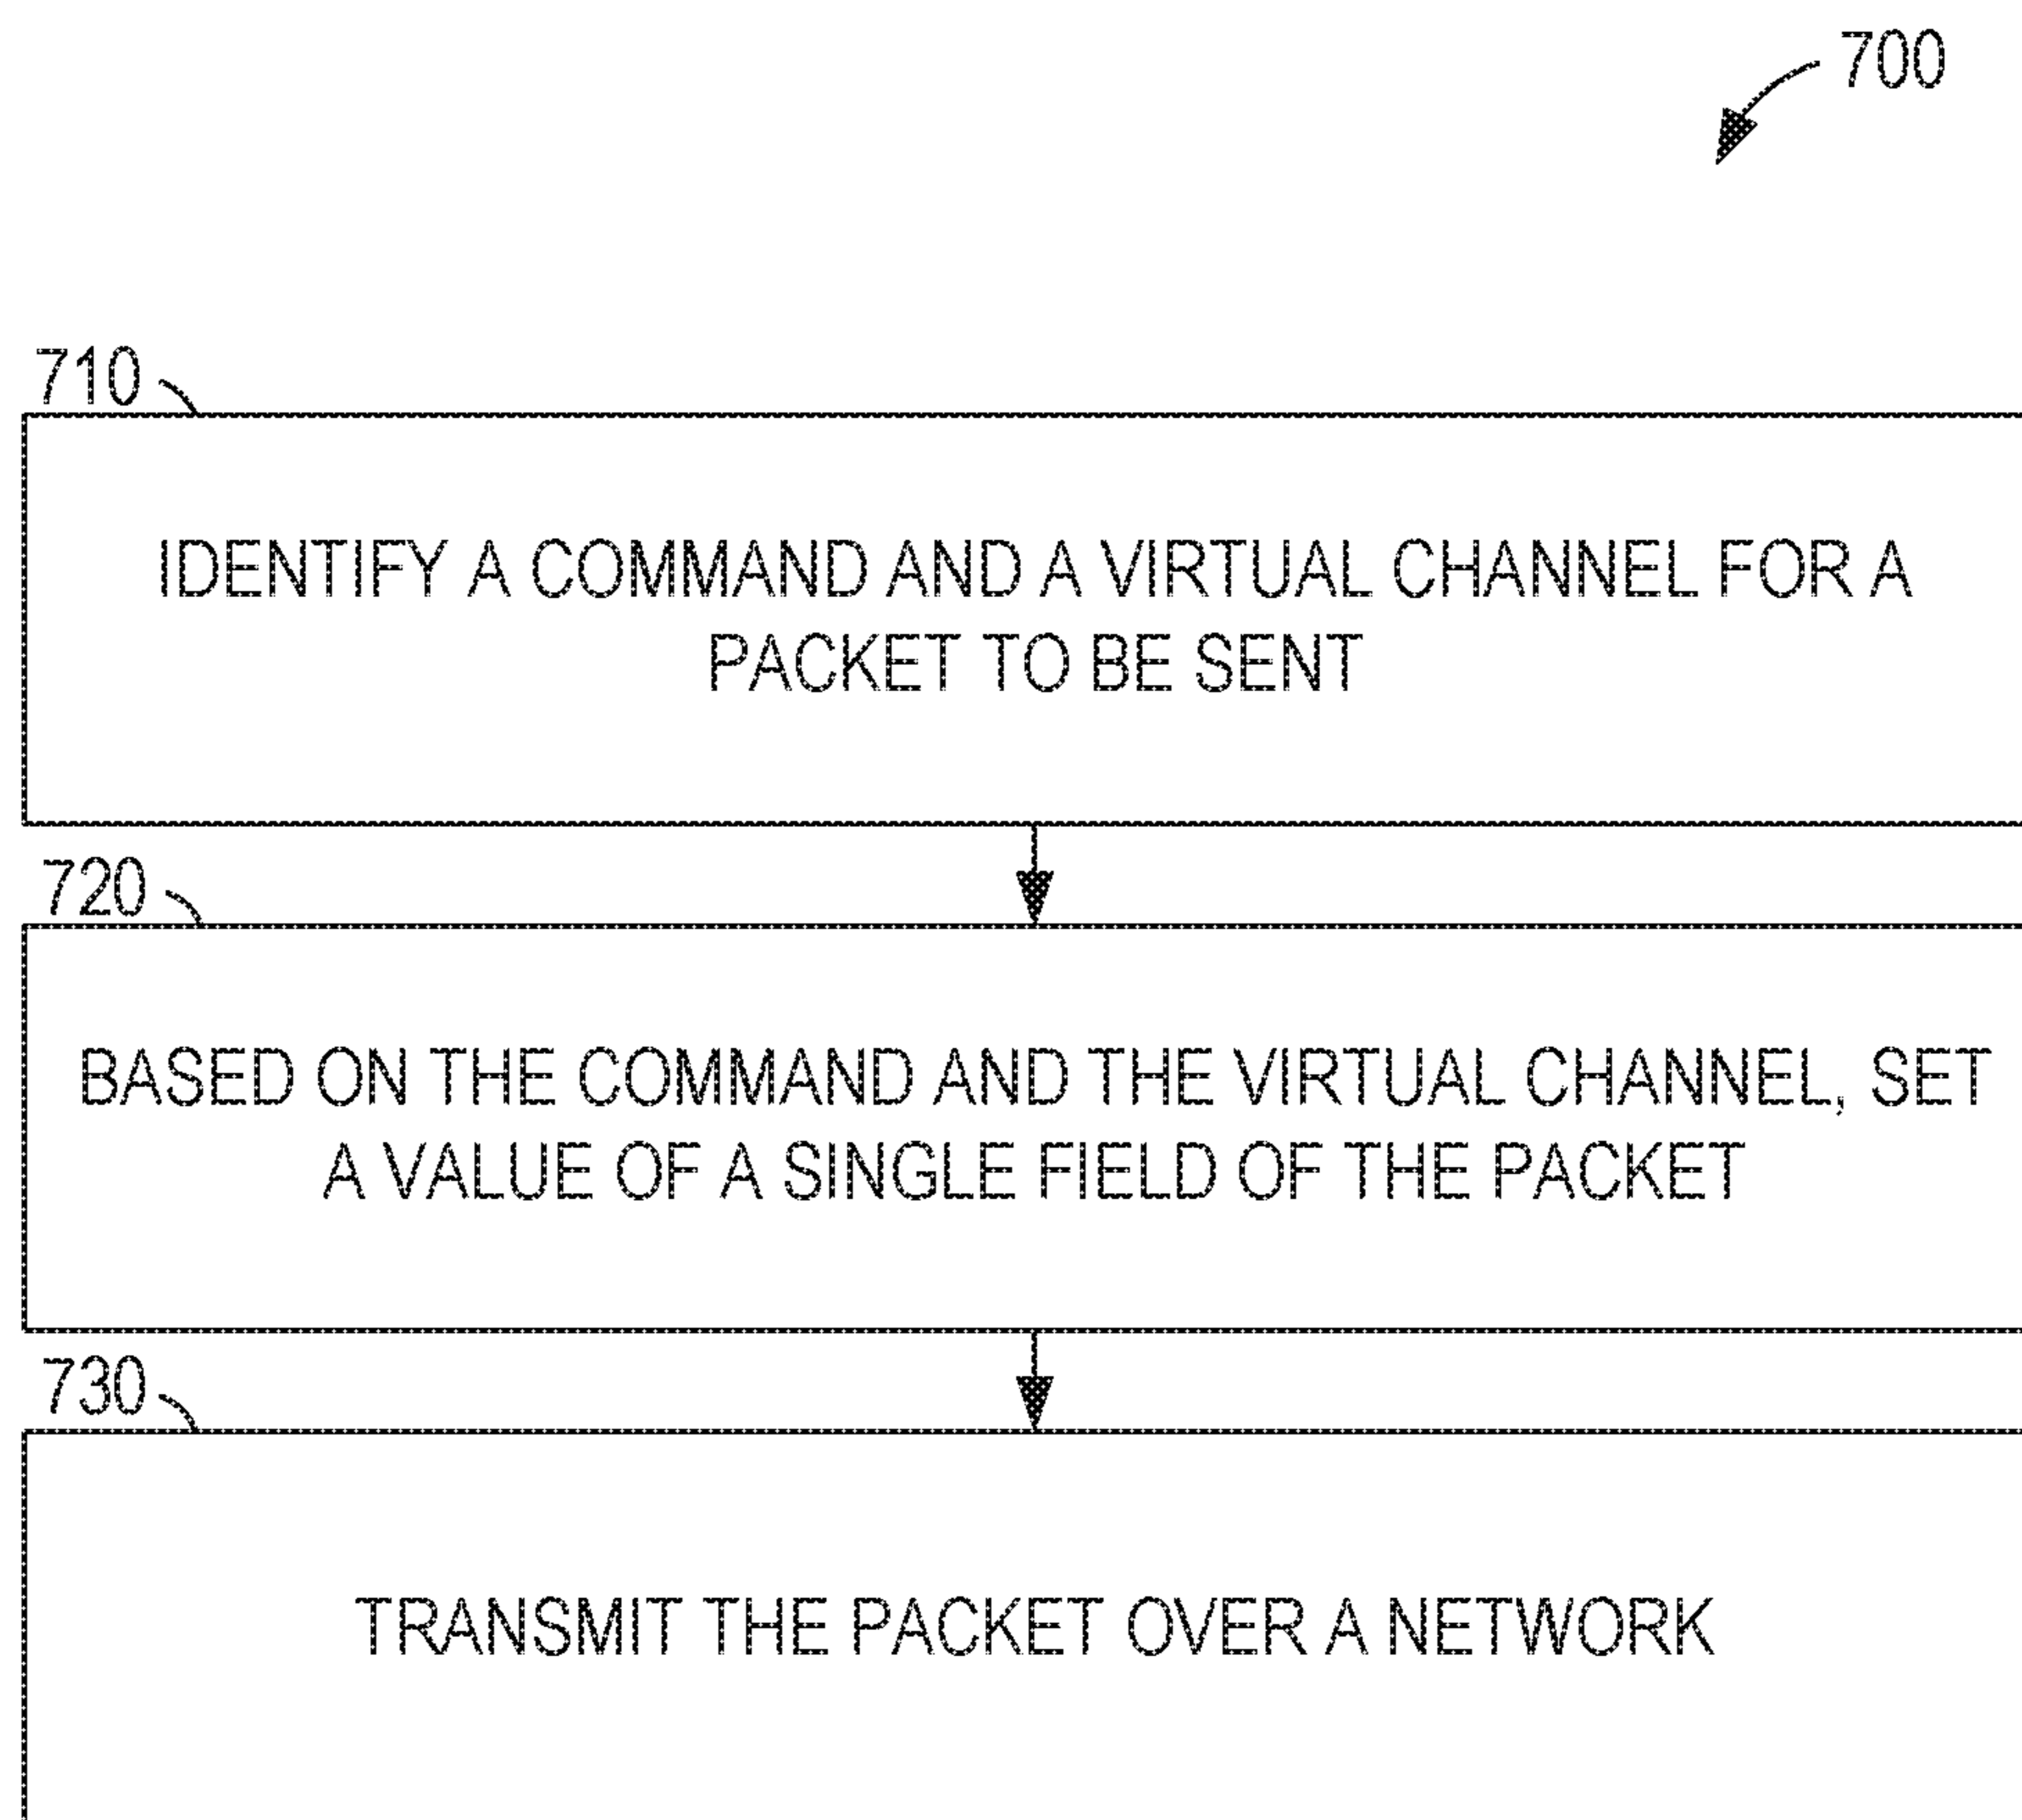 700
710
IDENTIFY A COMMAND AND A VIRTUAL CHANNEL FOR A
PACKET TO BE SENT
720
BASED ON THE COMMAND AND THE VIRTUAL CHANNEL, SET
A VALUE OF A SINGLE FIELD OF THE PACKET
730
TRANSMIT THE PACKET OVER A NETWORK